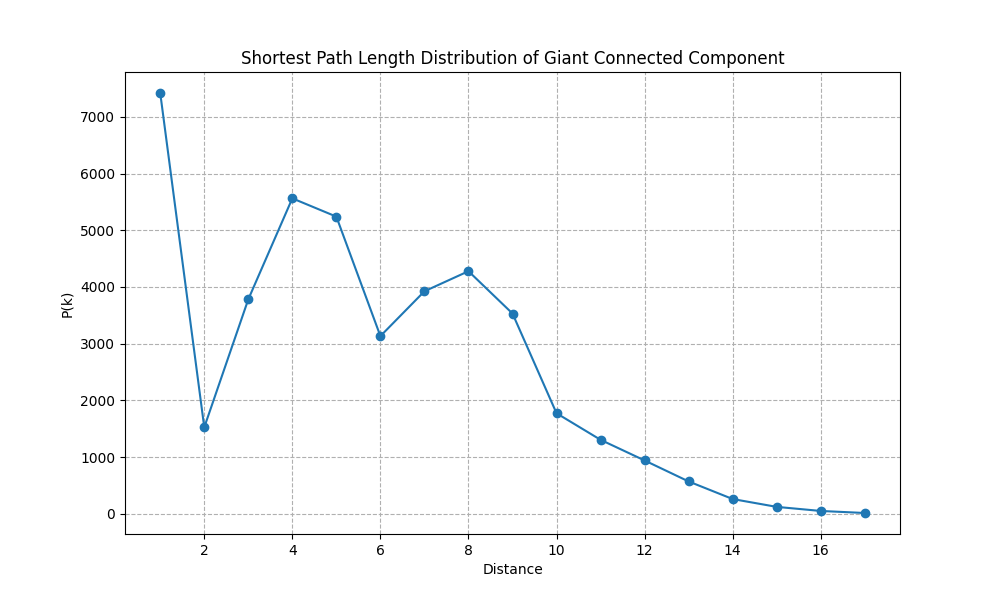 Shortest Path Length Distribution of Giant Connected Component
7000
6000
5000
4000
3000
2000
1000
0
P(k)
2 4 6 8 10 12 14 16
Distance